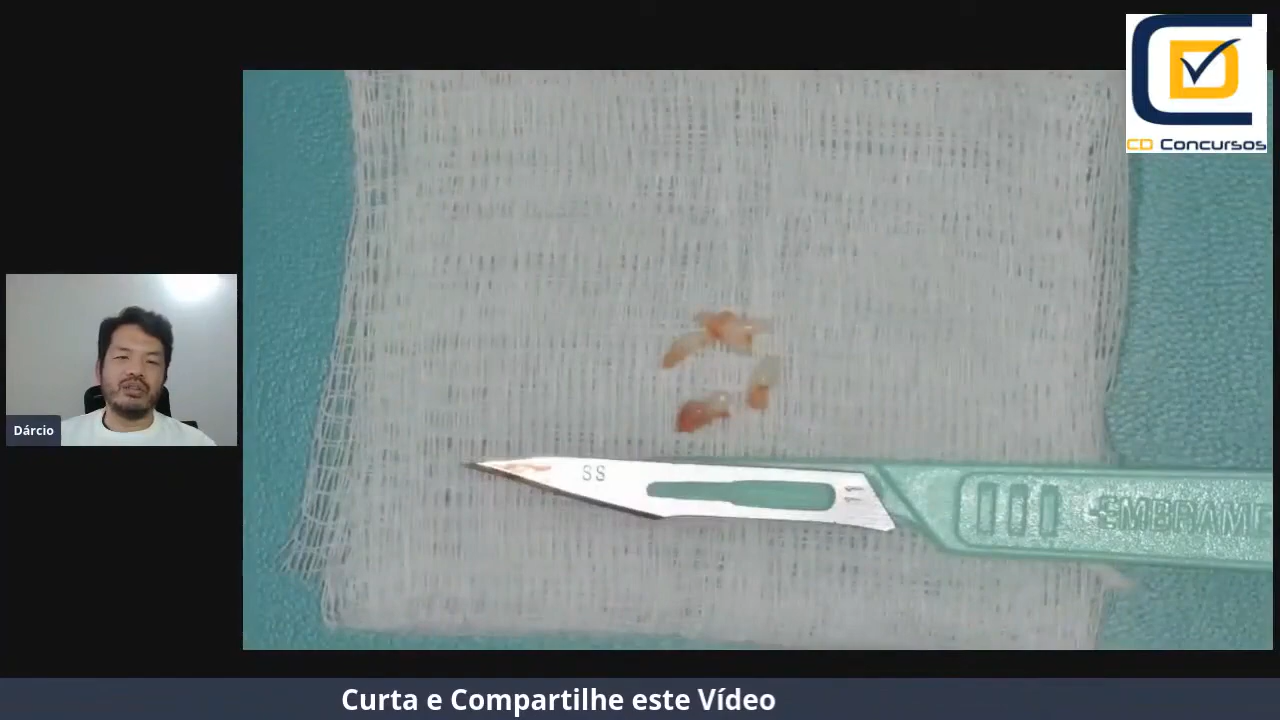 CD Concursos
Dárcio
SS
11
EMBRAM
Curta e Compartilhe este Vídeo